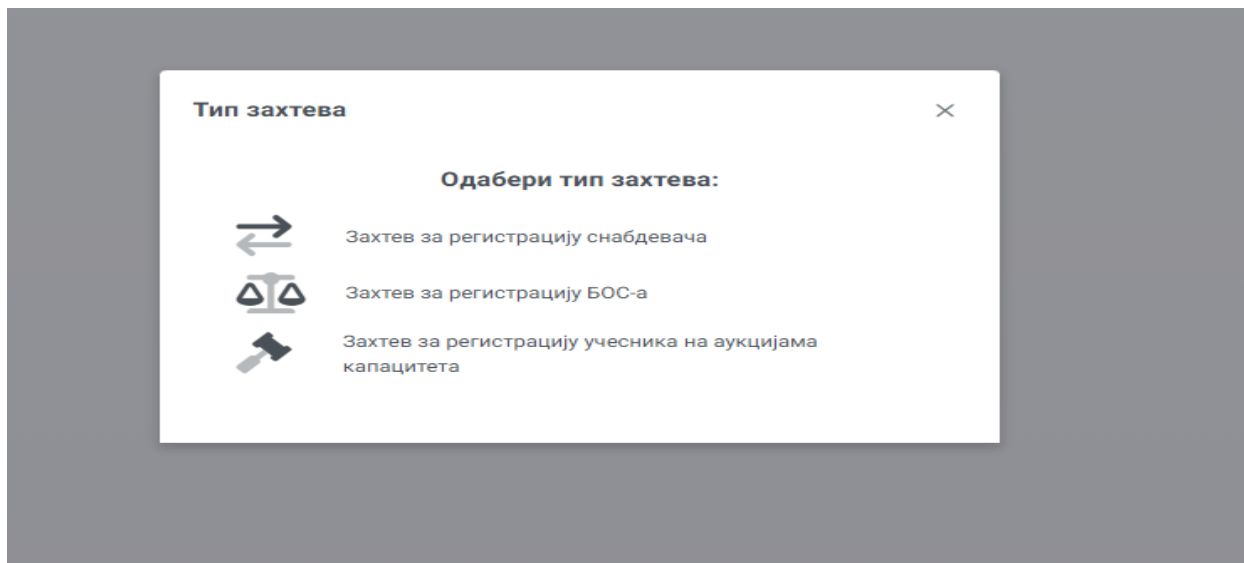 Тип захтева
Одабери тип захтева:
Захтев за регистрацију снабдевача
Захтев за регистрацију БОС-а
Захтев за регистрацију учесника на аукцијама
капацитета